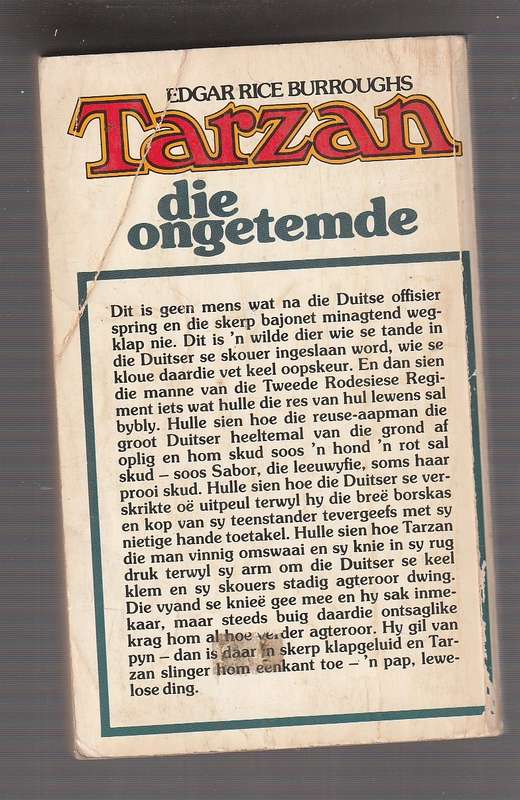 EDGAR RICE BURROUGHS
Tarzan
die
ongetemde
Dit is geen mens wat na die Duitse offisier
spring en die skerp bajonet minagtend weg-
klap nie. Dit is 'n wilde dier wie se tande in
die Duitser se skouer ingeslaan word, wie se
kloue daardie vet keel oopskeur. En dan sien
die manne van die Tweede Rodesiese Regi-
ment iets wat hulle die res van hul lewens sal
bybly. Hulle sien hoe die reuse-aapman die
groot Duitser heeltemal van die grond af
oplig en hom skud soos 'n hond 'n rot sal
skud – soos Sabor, die leeuwyfie, soms haar
prooi skud. Hulle sien hoe die Duitser se ver-
skrikte oë uitpeul terwyl hy die breë borskas
en kop van sy teenstander tevergeefs met sy
nietige hande toetakel. Hulle sien hoe Tarzan
die man vinnig omswaai en sy knie in sy rug
druk terwyl sy arm om die Duitser se keel
klem en sy skouers stadig agteroor dwing.
Die vyand se knieë gee mee en hy sak inme-
kaar, maar steeds buig daardie ontsaglike
krag hom al hoe verder agteroor. Hy gil van
pyn – dan is daar 'n skerp klapgeluid en Tar-
zan slinger hom eenkant toe – 'n pap, lewe-
lose ding.